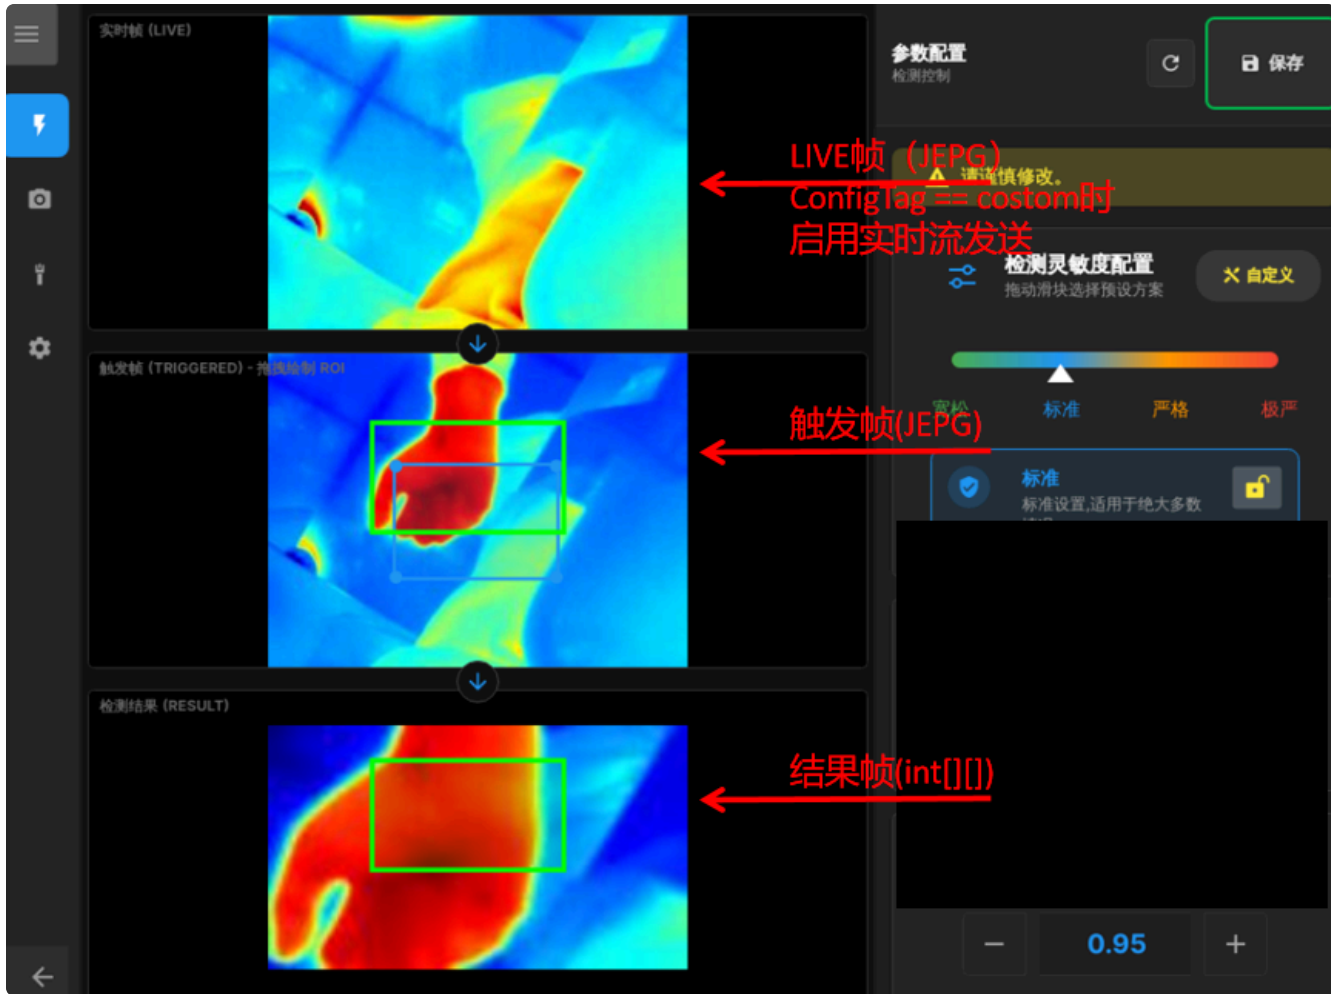 实时帧 (LIVE)
参数配置
检测控制
保存
LIVE帧（JEPG）
ConfigTag == costom时
启用实时流发送
请谨慎修改。
检测灵敏度配置
拖动滑块选择预设方案
自定义
宽松
标准
严格
极严
触发帧 (TRIGGERED) - 拖拽绘制 ROI
触发帧(JEPG)
标准
标准设置,适用于绝大多数
检测结果 (RESULT)
结果帧(int[][])
0.95